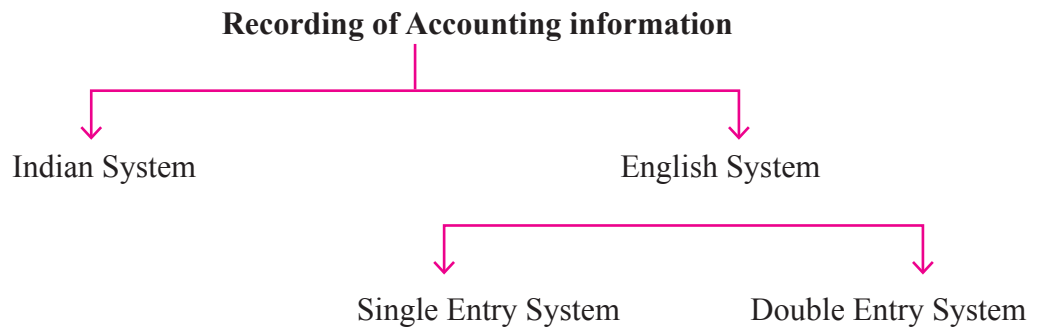 Recording of Accounting information
Indian System
English System
Single Entry System
Double Entry System